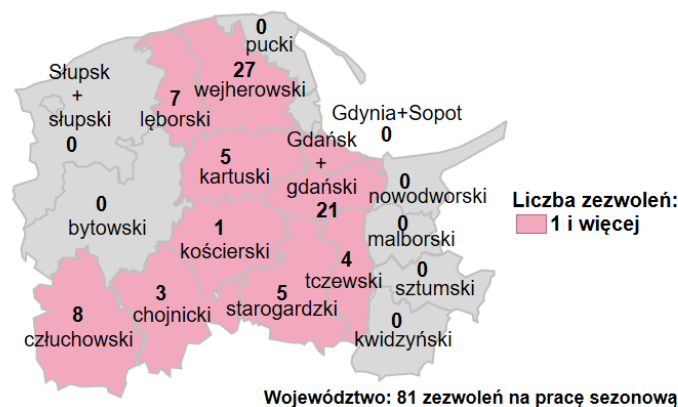 0
pucki
27
wejherowski
Słupsk
+
słupski
0
7
lęborski
Gdynia+Sopot
0
Gdańsk
+
gdański
21
5
kartuski
0
nowodworski
0
bytowski
0
malborski
1
kościerski
4
tczewski
0
sztumski
3
chojnicki
5
starogardzki
8
człuchowski
0
kwidzyński
Liczba zezwoleń:
1 i więcej
Województwo: 81 zezwoleń na pracę sezonową